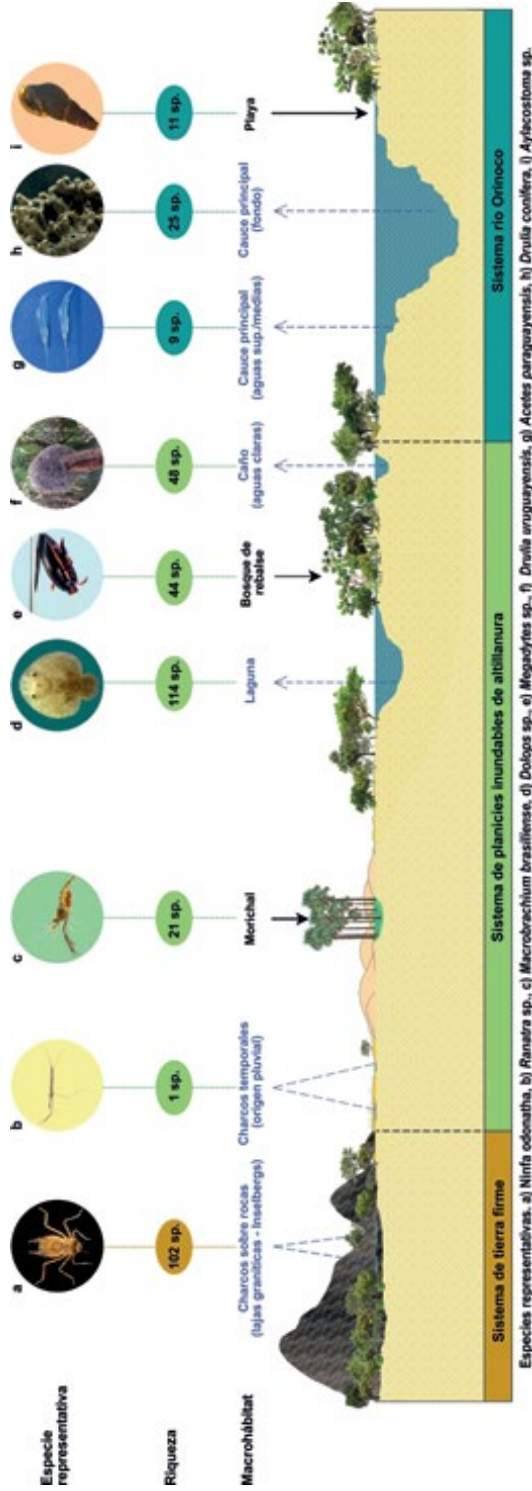 Especie
representativa
a
b
c
d
e
f
g
h
i
Riqueza
102 sp.
1 sp.
21 sp.
114 sp.
44 sp.
48 sp.
9 sp.
25 sp.
11 sp.
Macrohábitat
Charcos sobre rocas
(lajas graníticas - Inselbergs)
Charcos temporales
(origen pluvial)
Morichal
Laguna
Bosque de
rebalse
Caño
(aguas claras)
Cauce principal
(aguas sup./medias)
Cauce principal
(fondo)
Playa
Sistema de tierra firme
Sistema de planicies inundables de altillanura
Sistema río Orinoco
Especies representativas. a) Ninfa odonatha, b) Runatra sp., c) Macrobrachium brasiliense, d) Dolops sp., e) Megadytes sp., f) Drulia uruguayensis, g) Acetes paraguayensis, h) Drulia conifera, i) Aylacostoma sp.